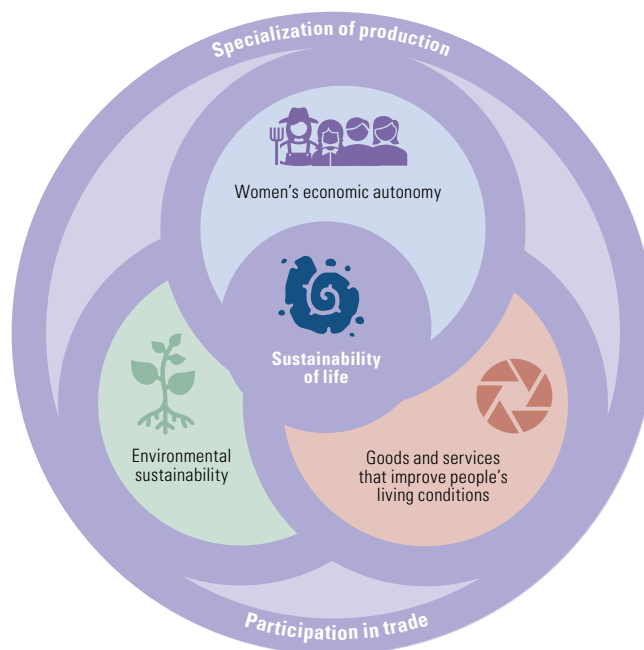 Specialization of production
Women's economic autonomy
Sustainability
of life
Environmental
sustainability
Goods and services
that improve people's
living conditions
Participation in trade